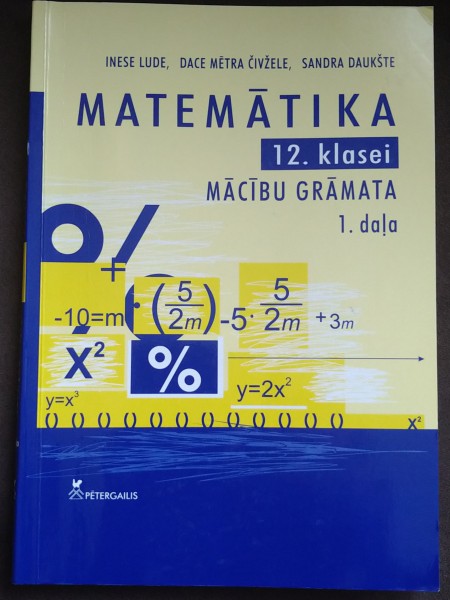 INESE LUDE, DACE MĒTRA ČIVŽELE, SANDRA DAUKŠTE
MATEMĀTIKA
12. klasei
MĀCĪBU GRĀMATA
1. daļa
%
+
-10=m·(5/2m)-5·5/2m +3m
x² %
y=x³ y=2x²
() () () () () () () () () () () () x²
PĒTERGAILIS